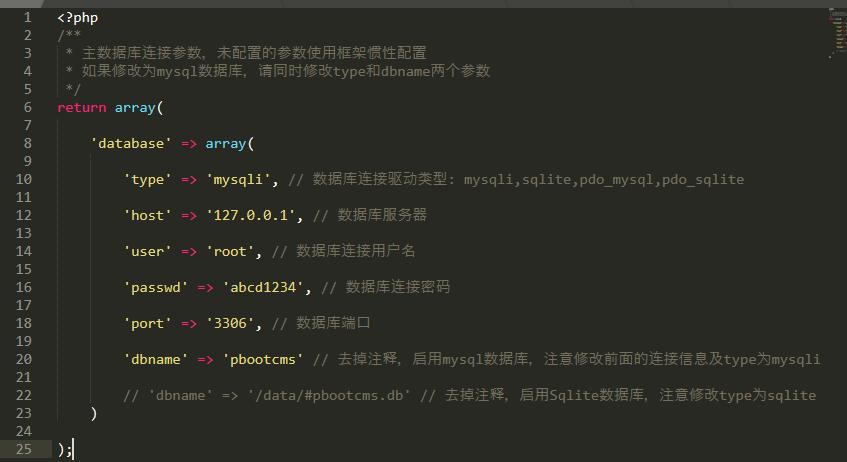 1 <?php
2 /**
3 * 主数据库连接参数，未配置的参数使用框架惯性配置
4 * 如果修改为mysql数据库，请同时修改type和dbname两个参数
5 */
6 return array(
7
8 'database' => array(
9
10 'type' => 'mysqli', // 数据库连接驱动类型: mysqli,sqlite,pdo_mysql,pdo_sqlite
11
12 'host' => '127.0.0.1', // 数据库服务器
13
14 'user' => 'root', // 数据库连接用户名
15
16 'passwd' => 'abcd1234', // 数据库连接密码
17
18 'port' => '3306', // 数据库端口
19
20 'dbname' => 'pbootcms' // 去掉注释，启用mysql数据库，注意修改前面的连接信息及type为mysqli
21
22 // 'dbname' => '/data/#pbootcms.db' // 去掉注释，启用Sqlite数据库，注意修改type为sqlite
23 )
24
25 );